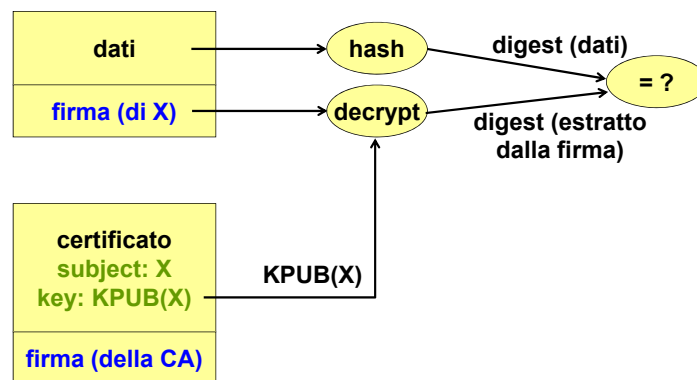 dati
hash
digest (dati)
= ?
firma (di X)
decrypt
digest (estratto
dalla firma)
certificato
subject: X
key: KPUB(X)
KPUB(X)
firma (della CA)